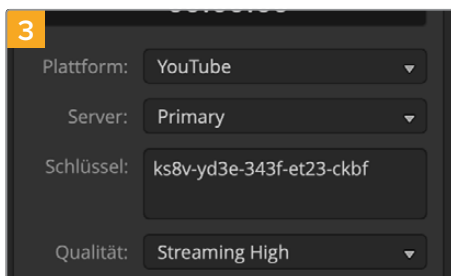 3
Plattform: YouTube
Server: Primary
Schlüssel: ks8v-yd3e-343f-et23-ckbf
Qualität: Streaming High